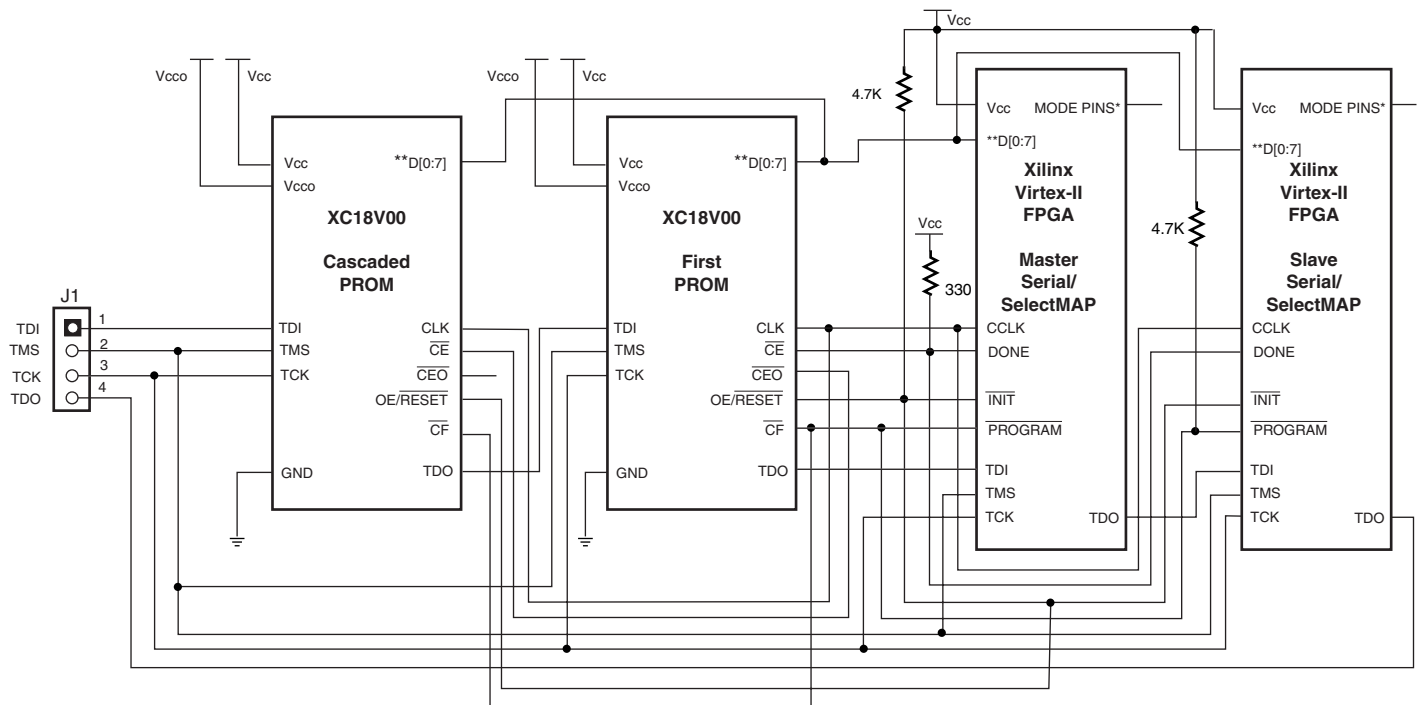 Vcco
Vcc
Vcco
Vcc
Vcc
4.7K
Vcc
**D[0:7]
Vcco
XC18V00
Cascaded
PROM
TDI
TMS
TCK
GND
CLK
CE
CEO
OE/RESET
CF
TDO
Vcc
**D[0:7]
Vcco
XC18V00
First
PROM
TDI
TMS
TCK
GND
CLK
CE
CEO
OE/RESET
CF
TDO
Vcc
330
Vcc
MODE PINS*
**D[0:7]
Xilinx
Virtex-II
FPGA
Master
Serial/
SelectMAP
CCLK
DONE
INIT
PROGRAM
TDI
TMS
TCK
TDO
4.7K
Vcc
MODE PINS*
**D[0:7]
Xilinx
Virtex-II
FPGA
Slave
Serial/
SelectMAP
CCLK
DONE
INIT
PROGRAM
TDI
TMS
TCK
TDO
J1
TDI 1
TMS 2
TCK 3
TDO 4